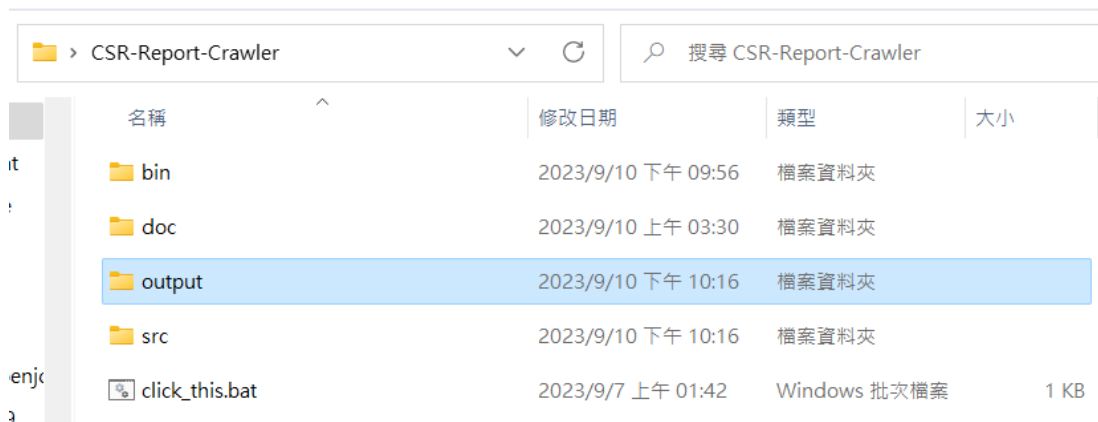 CSR-Report-Crawler
搜尋 CSR-Report-Crawler
名稱 修改日期 類型 大小
bin 2023/9/10 下午 09:56 檔案資料夾
doc 2023/9/10 上午 03:30 檔案資料夾
output 2023/9/10 下午 10:16 檔案資料夾
src 2023/9/10 下午 10:16 檔案資料夾
click_this.bat 2023/9/7 上午 01:42 Windows 批次檔案 1 KB